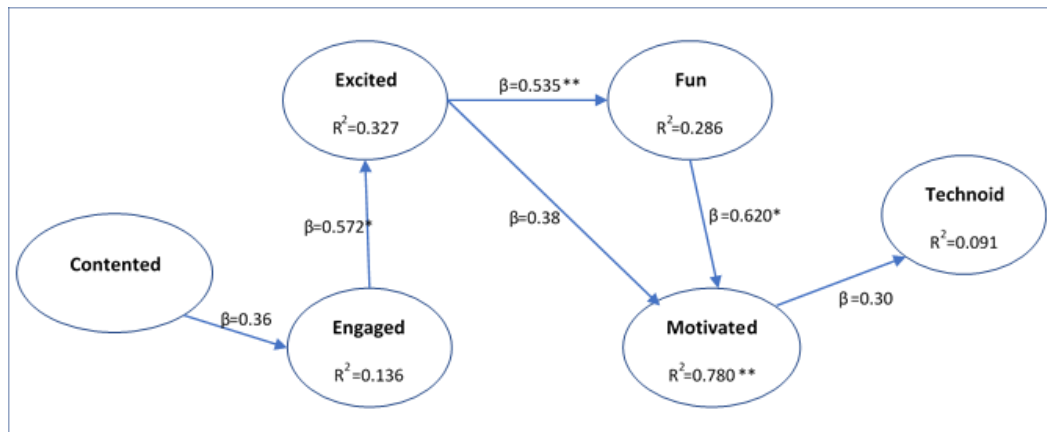 Excited
R²=0.327
β=0.535**
Fun
R²=0.286
Technoid
R²=0.091
β=0.572*
β=0.38
β=0.620*
Contented
β=0.36
Engaged
R²=0.136
Motivated
R²=0.780 **
β=0.30